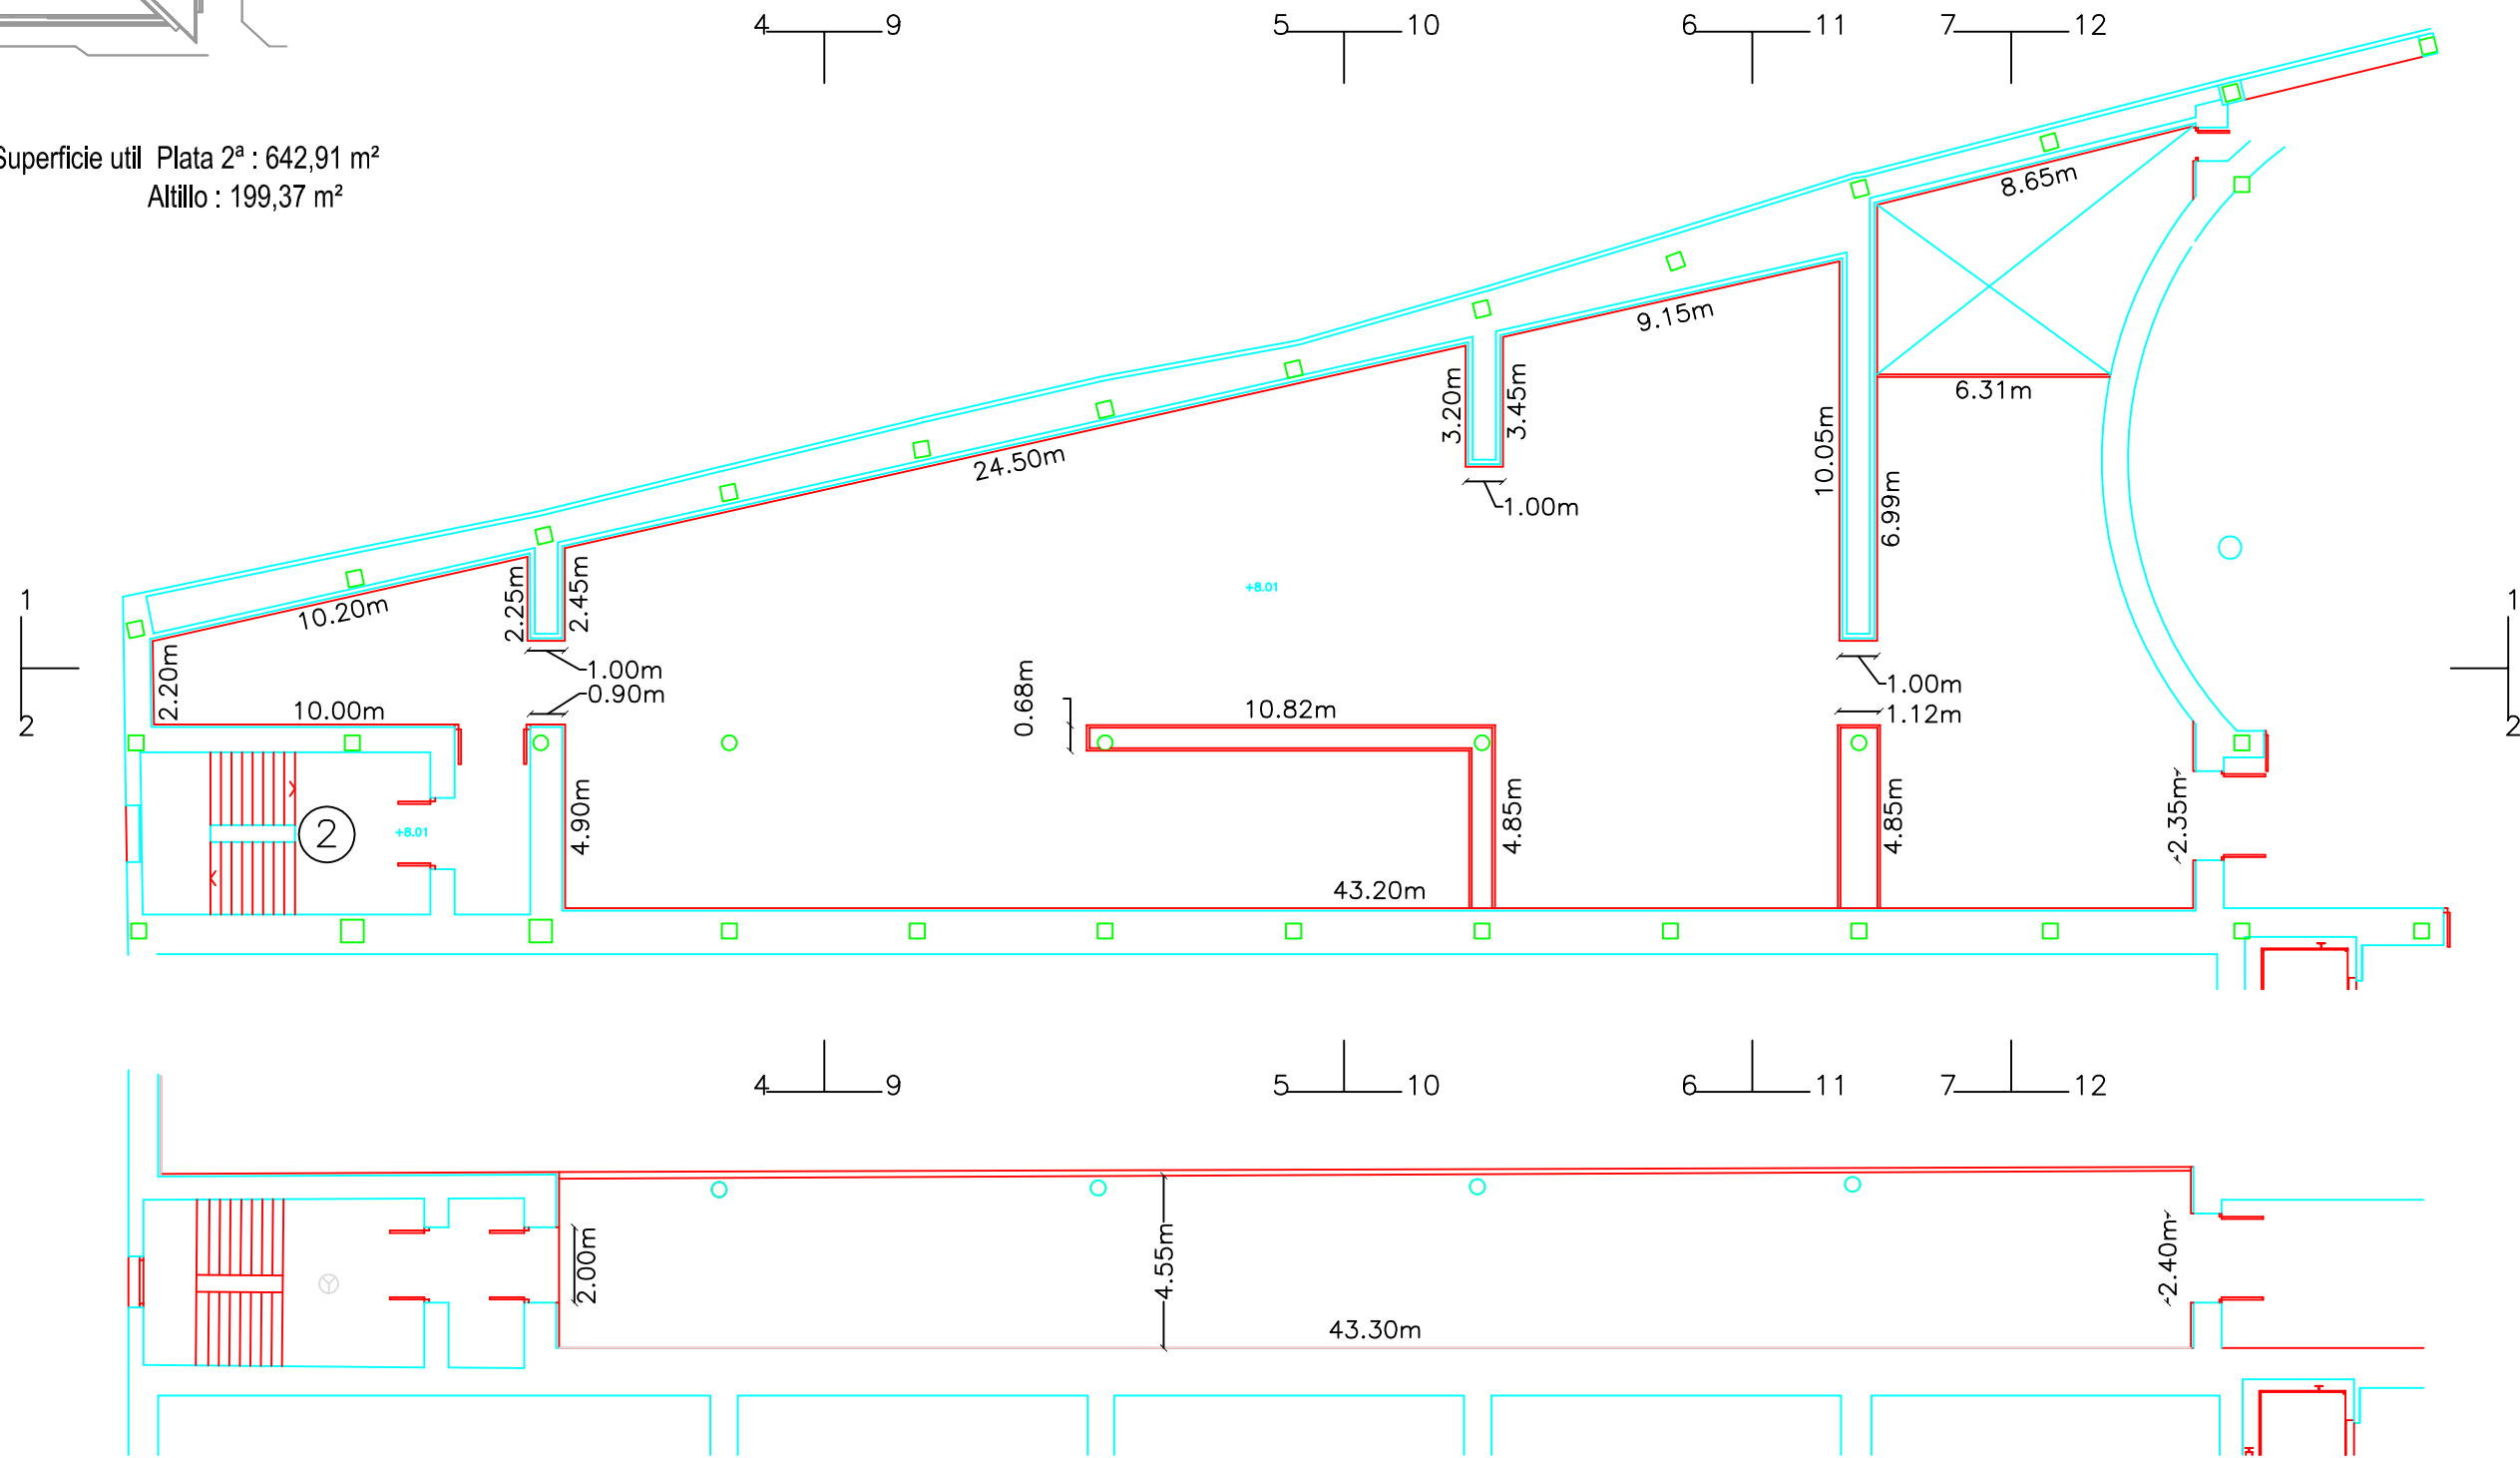 4 9 5 10 6 11 7 12
Superficie util Plata 2ª : 642,91 m²
Altillo : 199,37 m²
8.65m
9.15m
6.31m
3.20m
3.45m
10.05m
24.50m
6.99m
1.00m
10.20m
2.25m
2.45m
+8.01
1 1
2.20m
1.00m
0.90m
0.68m
1.00m
1.12m
10.00m
10.82m
2 2
4.90m
4.85m
4.85m
2.35m
2
+8.01
43.20m
4 9 5 10 6 11 7 12
2.00m
4.55m
2.40m
43.30m